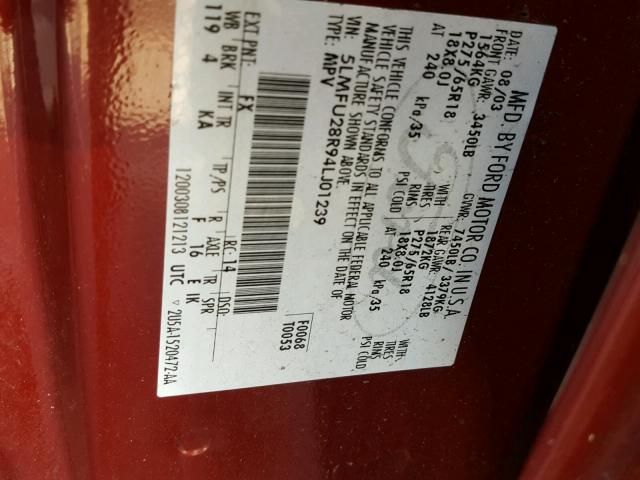 MFD. BY FORD MOTOR CO. IN U.S.A.
DATE: 08/03 GVWR: 7450LB/3379KG
FRONT GAWR: 3450LB REAR GAWR: 4128LB
1564KG WITH 1872KG WITH
P275/65R18 TIRES P275/65R18 TIRES
18X8.0J RIMS 18X8.0J RIMS
AT 240 kPa/35 PSI COLD AT 240 kPa/35 PSI COLD
THIS VEHICLE CONFORMS TO ALL APPLICABLE FEDERAL MOTOR
VEHICLE SAFETY STANDARDS IN EFFECT ON THE DATE OF
MANUFACTURE SHOWN ABOVE.
VIN: 5LMFU28R94LJ01239
TYPE: MPV
F0068
T0053
EXT PNT: FX RC: 14 DSO:
WB BRK INT TR TP/PS R AXLE TR SPR
119 4 KA F 16 E IK
1200308121213 UTC 2U5A-1520472-AA